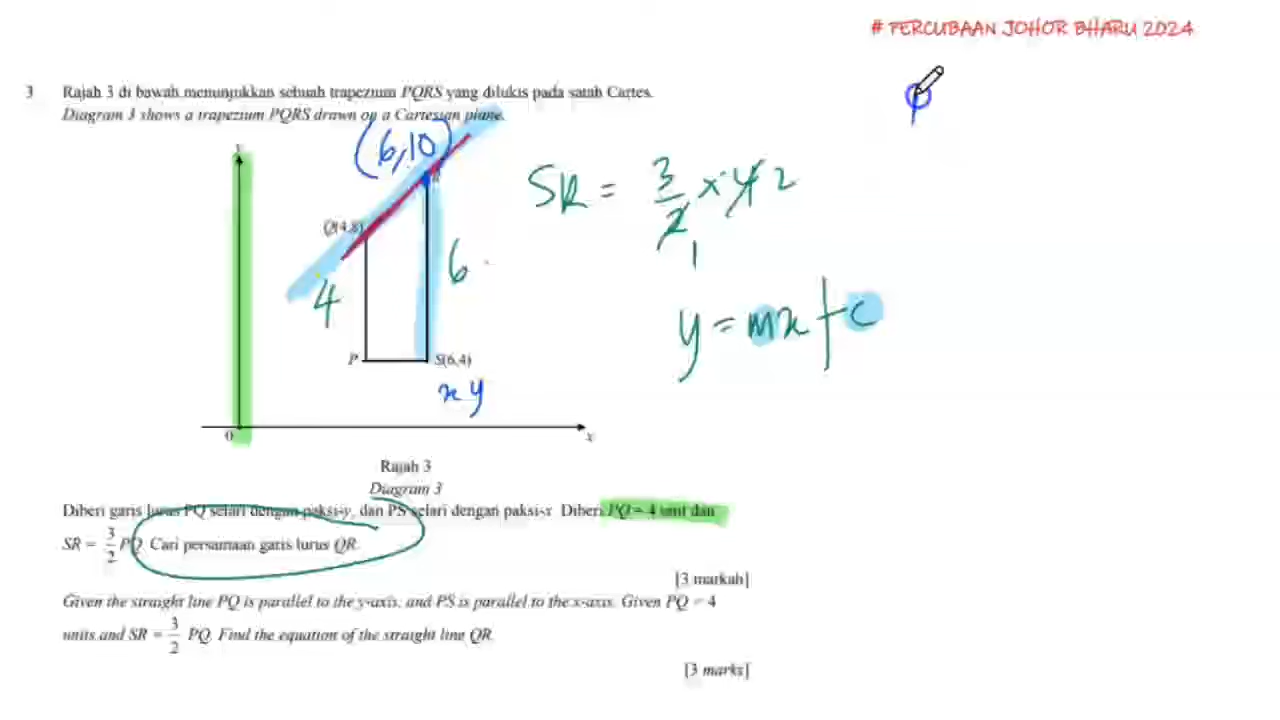 # PERCUBAAN JOHOR BHARU 2024
3 Rajah 3 di bawah menunjukkan sebuah trapezium PQRS yang dilukis pada satah Cartes.
Diagram 3 shows a trapezium PQRS drawn on a Cartesian plane.
(6,10)
y
R
SR = 3/2 x 4 2
1
Q(4,8)
4
6
y = mx + c
P
S(6,4)
x y
0
x
Rajah 3
Diagram 3
Diberi garis lurus PQ selari dengan paksi-y, dan PS selari dengan paksi-x. Diberi PQ = 4 unit dan
SR = 3/2 PQ. Cari persamaan garis lurus QR.
[3 markah]
Given the straight line PQ is parallel to the y-axis, and PS is parallel to the x-axis. Given PQ = 4
units and SR = 3/2 PQ. Find the equation of the straight line QR.
[3 marks]